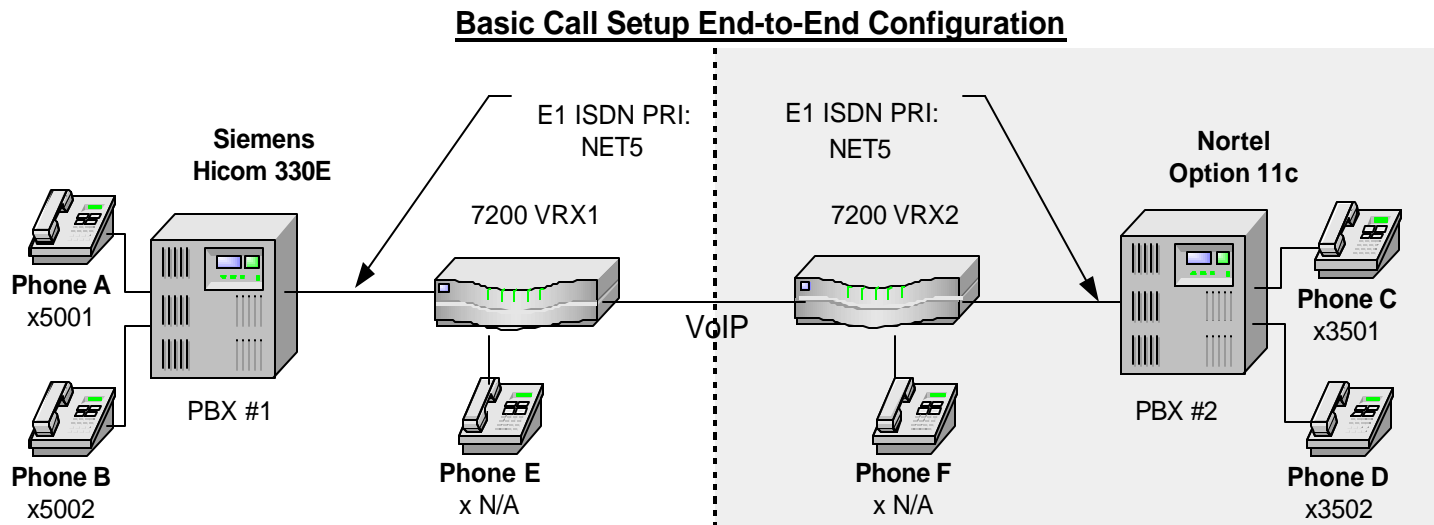 Basic Call Setup End-to-End Configuration
E1 ISDN PRI:
NET5
E1 ISDN PRI:
NET5
Siemens
Hicom 330E
Nortel
Option 11c
7200 VRX1
7200 VRX2
Phone A
x5001
Phone C
x3501
VoIP
PBX #1
PBX #2
Phone B
x5002
Phone E
x N/A
Phone F
x N/A
Phone D
x3502